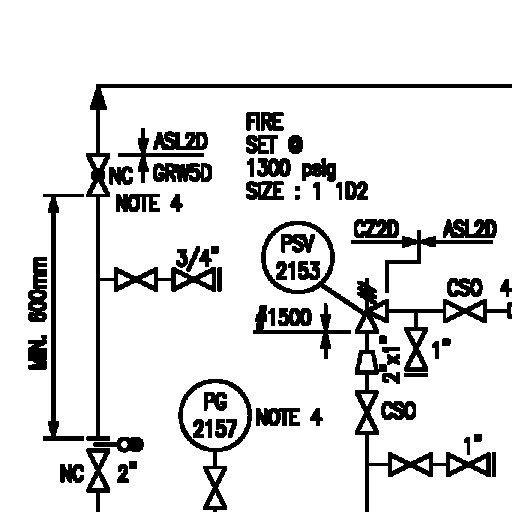 FIRE
SET @
1300 psig
SIZE : 1 1D2
ASL2D
NC
GRW5D
NOTE 4
3/4"
MIN. 600mm
PSV
2153
CZ2D
ASL2D
CSO 4
#1500
1"
2"x1"
CSO
PG
2157
NOTE 4
NC
2"
1"